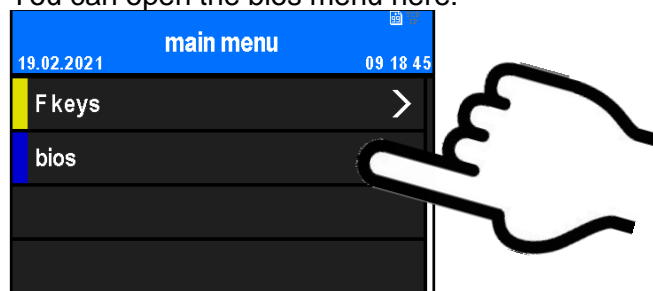 You can open the bios menu here.
main menu
19.02.2021 09 18 45
F keys
bios